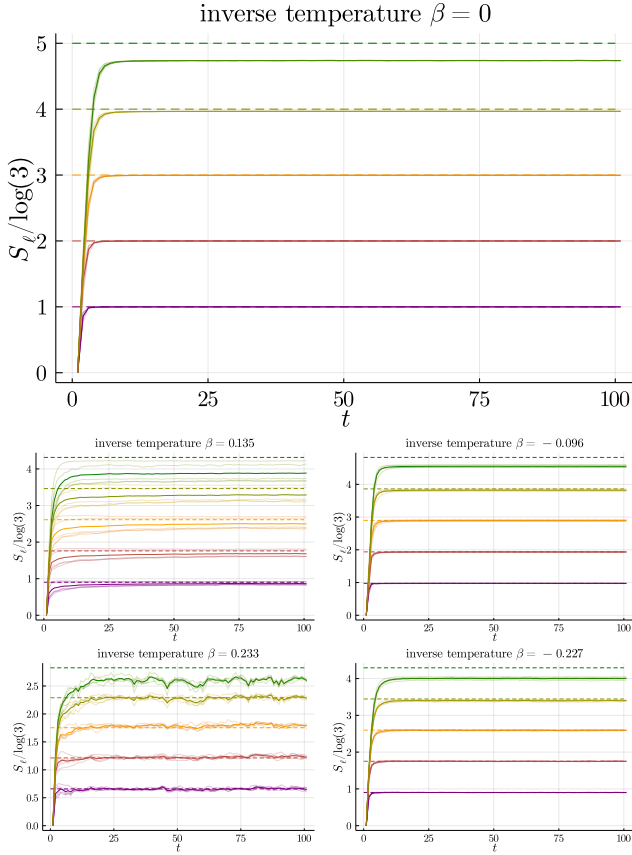 inverse temperature β = 0
5
4
3
2
1
0
S_ℓ/log(3)
0 25 50 75 100
t
inverse temperature β = 0.135
4
3
2
1
0
S_ℓ/log(3)
0 25 50 75 100
t
inverse temperature β = − 0.096
4
3
2
1
0
S_ℓ/log(3)
0 25 50 75 100
t
inverse temperature β = 0.233
2.5
2.0
1.5
1.0
0.5
0.0
S_ℓ/log(3)
0 25 50 75 100
t
inverse temperature β = − 0.227
4
3
2
1
0
S_ℓ/log(3)
0 25 50 75 100
t